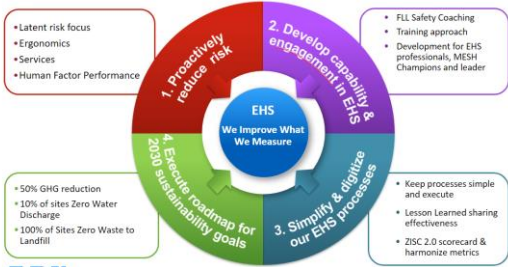 •Latent risk focus
•Ergonomics
•Services
•Human Factor Performance
1. Proactively
reduce risk
2. Develop capability &
engagement in EHS
• FLL Safety Coaching
• Training approach
• Development for EHS
professionals, MESH
Champions and leader
EHS
We Improve What
We Measure
4. Execute roadmap for
2030 sustainability goals
• 50% GHG reduction
• 10% of sites Zero Water
Discharge
• 100% of Sites Zero Waste to
Landfill
3. Simplify & digitize
our EHS processes
• Keep processes simple
and execute
• Lesson Learned sharing
effectiveness
• ZISC 2.0 scorecard &
harmonize metrics